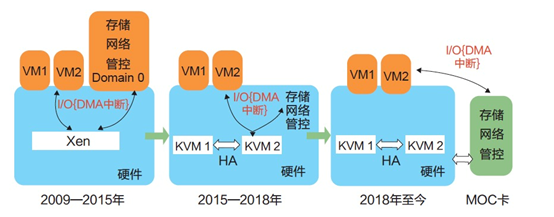 VM1
VM2
存储
网络
管控
Domain 0
I/O{DMA
中断}
Xen
硬件
2009—2015年
VM1
VM2
I/O{DMA
中断}
存储
网络
管控
KVM 1
KVM 2
HA
硬件
2015—2018年
VM1
VM2
I/O{DMA
中断}
存储
网络
管控
KVM 1
KVM 2
HA
硬件
2018年至今
MOC卡